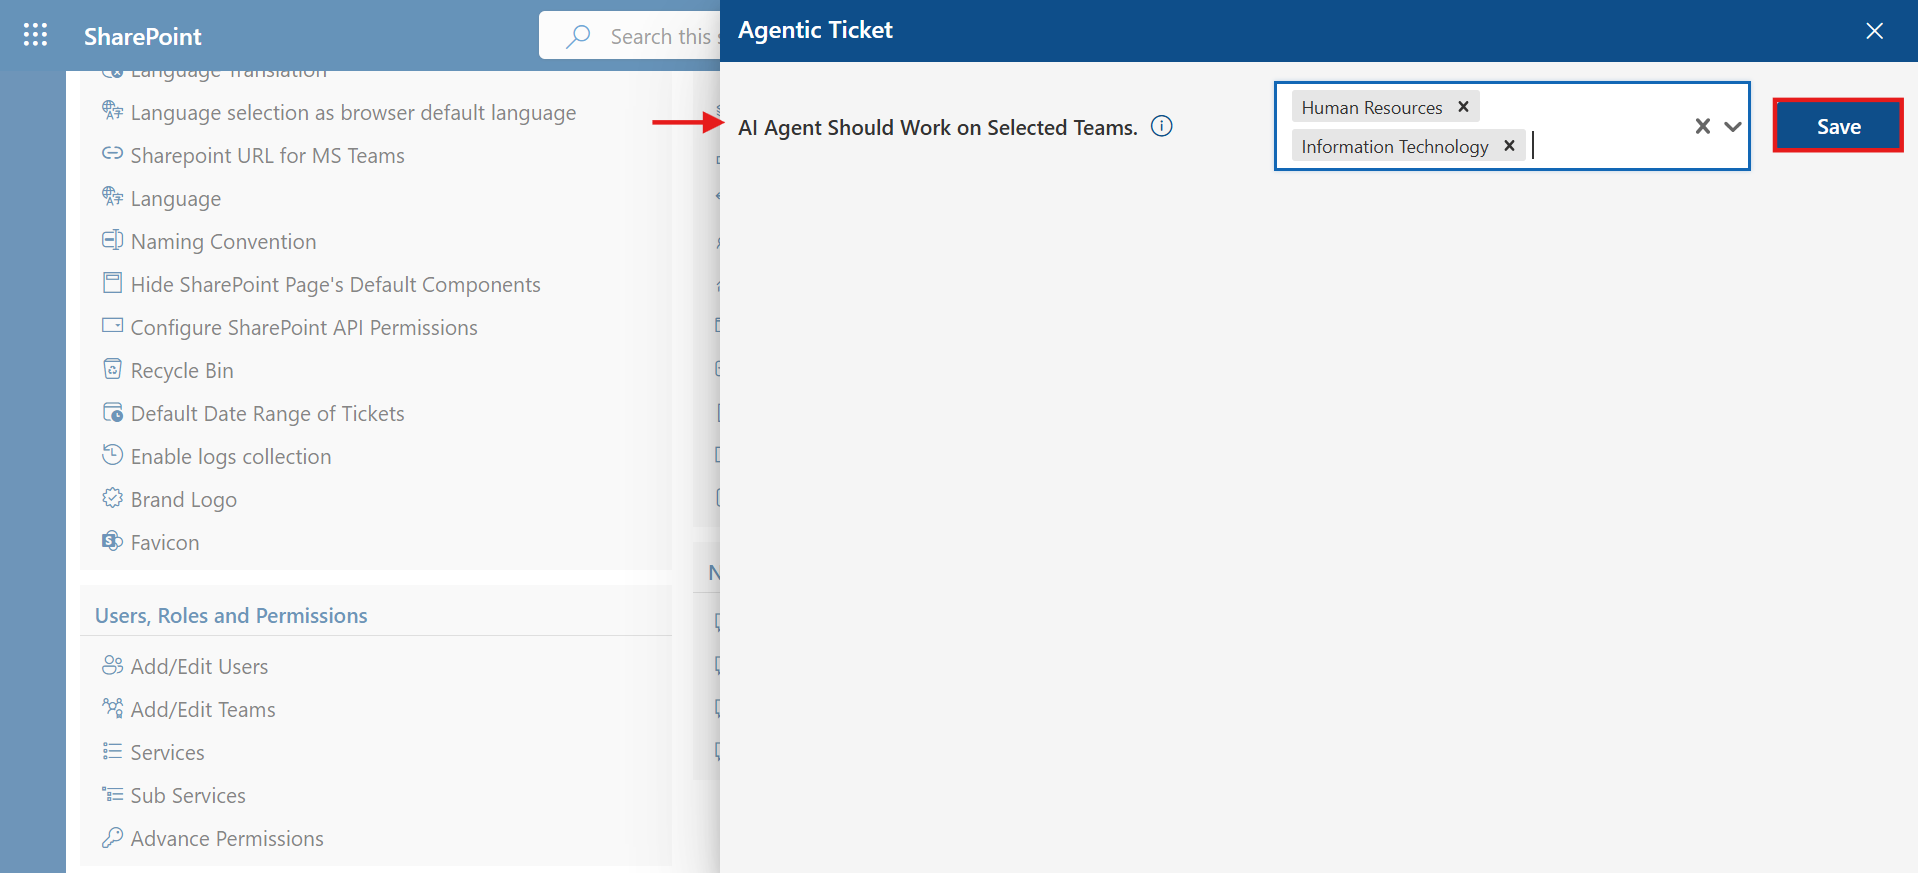 SharePoint
Search this
Language Translation
Language selection as browser default language
Sharepoint URL for MS Teams
Language
Naming Convention
Hide SharePoint Page's Default Components
Configure SharePoint API Permissions
Recycle Bin
Default Date Range of Tickets
Enable logs collection
Brand Logo
Favicon
Users, Roles and Permissions
Add/Edit Users
Add/Edit Teams
Services
Sub Services
Advance Permissions
Agentic Ticket
AI Agent Should Work on Selected Teams.
Human Resources
Information Technology
Save